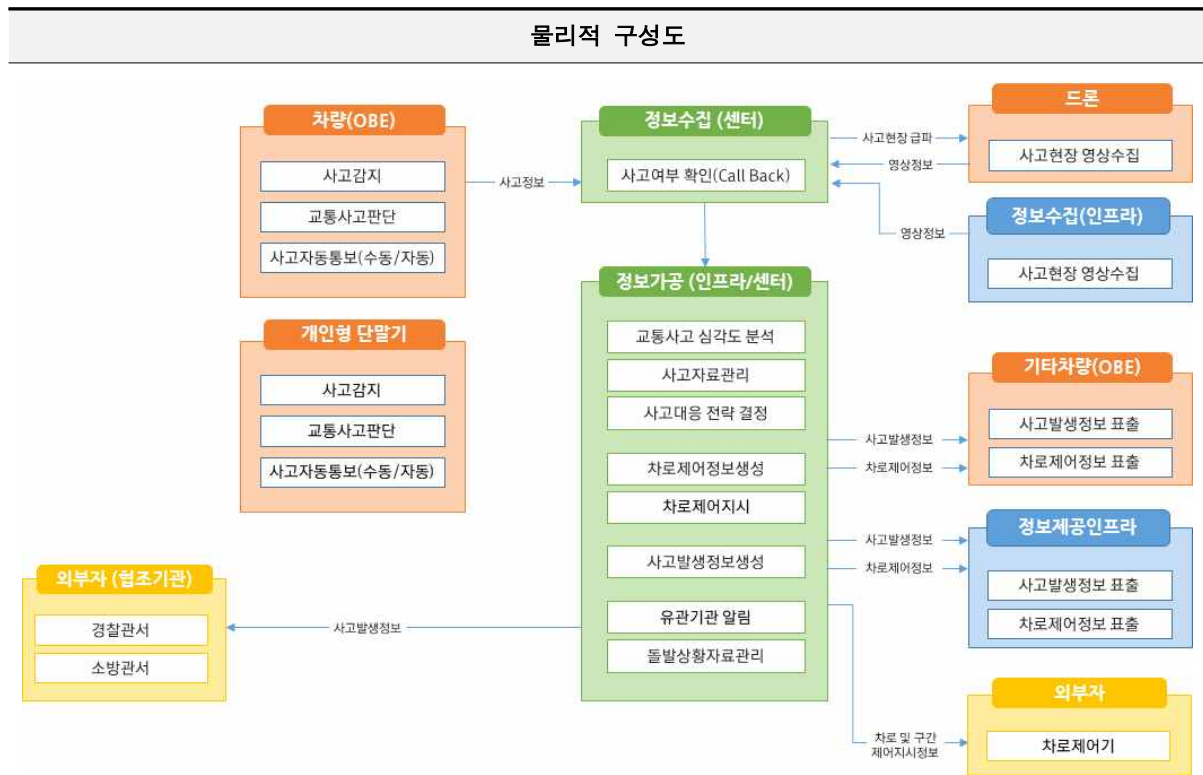 물리적 구성도
차량(OBE)
사고감지
교통사고판단
사고자동통보(수동/자동)
사고정보
개인형 단말기
사고감지
교통사고판단
사고자동통보(수동/자동)
정보수집 (센터)
사고여부 확인(Call Back)
사고현장 급파
영상정보
영상정보
드론
사고현장 영상수집
정보수집(인프라)
사고현장 영상수집
정보가공 (인프라/센터)
교통사고 심각도 분석
사고자료관리
사고대응 전략 결정
차로제어정보생성
차로제어지시
사고발생정보생성
유관기관 알림
돌발상황자료관리
사고발생정보
차로제어정보
기타차량(OBE)
사고발생정보 표출
차로제어정보 표출
사고발생정보
차로제어정보
정보제공인프라
사고발생정보 표출
차로제어정보 표출
외부자 (협조기관)
경찰관서
소방관서
사고발생정보
차로 및 구간
제어지시정보
외부자
차로제어기